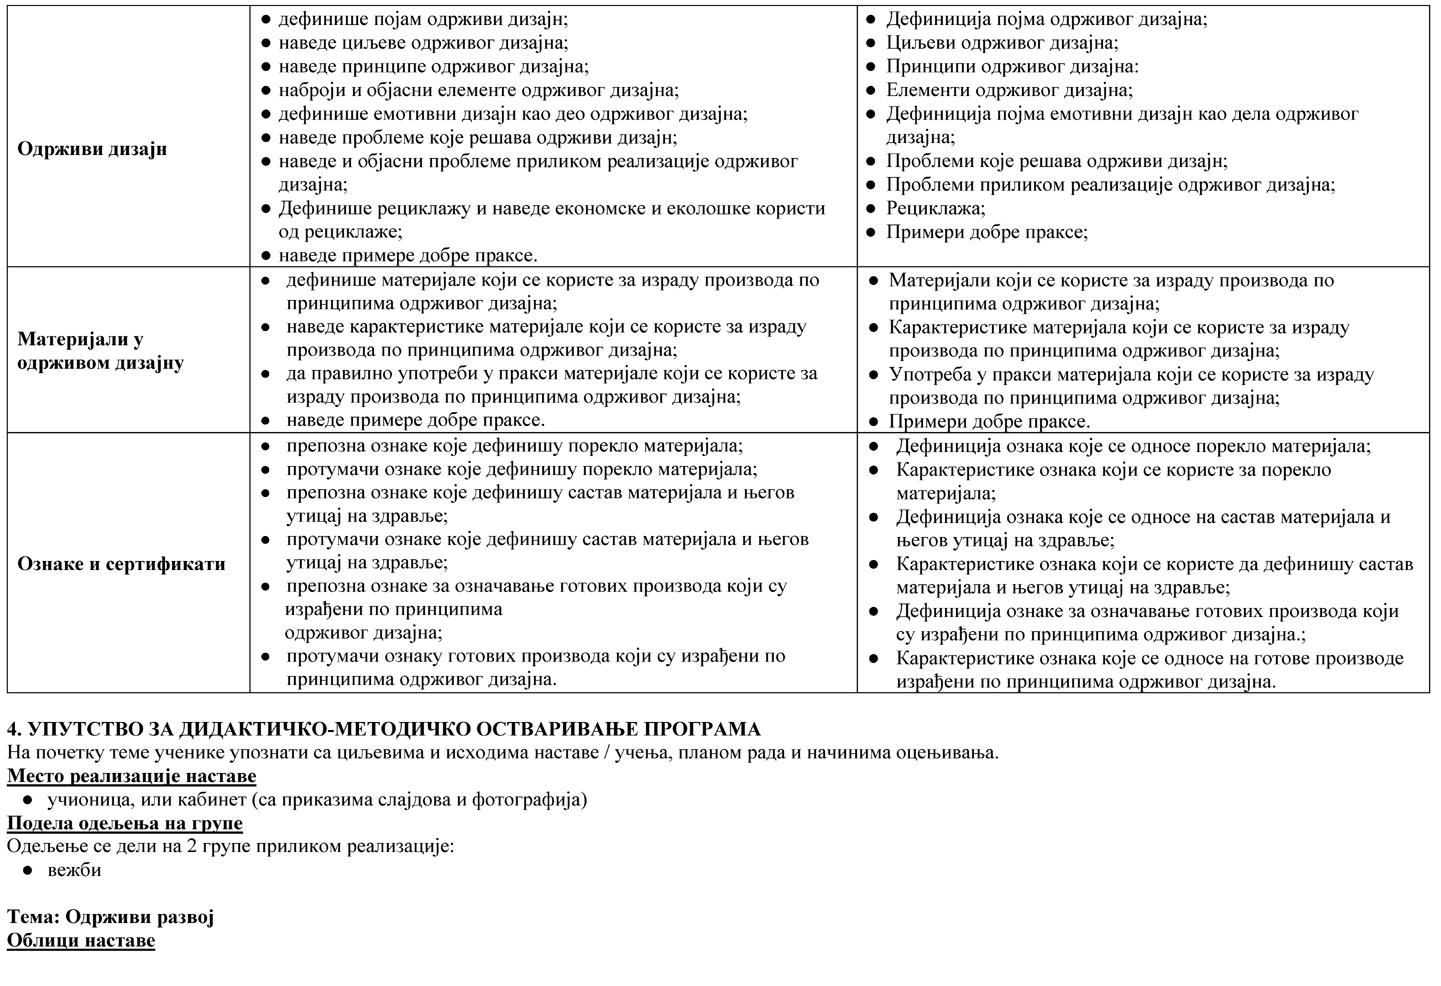 Одрживи дизајн
● дефинише појам одрживи дизајн;
● наведе циљеве одрживог дизајна;
● наведе принципе одрживог дизајна;
● наброји и објасни елементе одрживог дизајна;
● дефинише емотивни дизајн као део одрживог дизајна;
● наведе проблеме које решава одрживи дизајн;
● наведе и објасни проблеме приликом реализације одрживог
дизајна;
● Дефинише рециклажу и наведе економске и еколошке користи
од рециклаже;
● наведе примере добре праксе.
● Дефиниција појма одрживог дизајна;
● Циљеви одрживог дизајна;
● Принципи одрживог дизајна:
● Елементи одрживог дизајна;
● Дефиниција појма емотивни дизајн као дела одрживог
дизајна;
● Проблеми које решава одрживи дизајн;
● Проблеми приликом реализације одрживог дизајна;
● Рециклажа;
● Примери добре праксе;
Материјали у
одрживом дизајну
● дефинише материјале који се користе за израду производа по
принципима одрживог дизајна;
● наведе карактеристике материјале који се користе за израду
производа по принципима одрживог дизајна;
● да правилно употреби у пракси материјале који се користе за
израду производа по принципима одрживог дизајна;
● наведе примере добре праксе.
● Материјали који се користе за израду производа по
принципима одрживог дизајна;
● Карактеристике материјала који се користе за израду
производа по принципима одрживог дизајна;
● Употреба у пракси материјала који се користе за израду
производа по принципима одрживог дизајна;
● Примери добре праксе.
Ознаке и сертификати
● препозна ознаке које дефинишу порекло материјала;
● протумачи ознаке које дефинишу порекло материјала;
● препозна ознаке које дефинишу састав материјала и његов
утицај на здравље;
● протумачи ознаке које дефинишу састав материјала и његов
утицај на здравље;
● препозна ознаке за означавање готових производа који су
израђени по принципима
одрживог дизајна;
● протумачи ознаку готових производа који су израђени по
принципима одрживог дизајна.
● Дефиниција ознака које се односе порекло материјала;
● Карактеристике ознака који се користе за порекло
материјала;
● Дефиниција ознака које се односе на састав материјала и
његов утицај на здравље;
● Карактеристике ознака који се користе да дефинишу састав
материјала и његов утицај на здравље;
● Дефиниција ознаке за означавање готових производа који
су израђени по принципима одрживог дизајна.;
● Карактеристике ознака које се односе на готове производе
израђени по принципима одрживог дизајна.
4. УПУТСТВО ЗА ДИДАКТИЧКО-МЕТОДИЧКО ОСТВАРИВАЊЕ ПРОГРАМА
На почетку теме ученике упознати са циљевима и исходима наставе / учења, планом рада и начинима оцењивања.
Место реализације наставе
● учионица, или кабинет (са приказима слајдова и фотографија)
Подела одељења на групе
Одељење се дели на 2 групе приликом реализације:
● вежби
Тема: Одрживи развој
Облици наставе